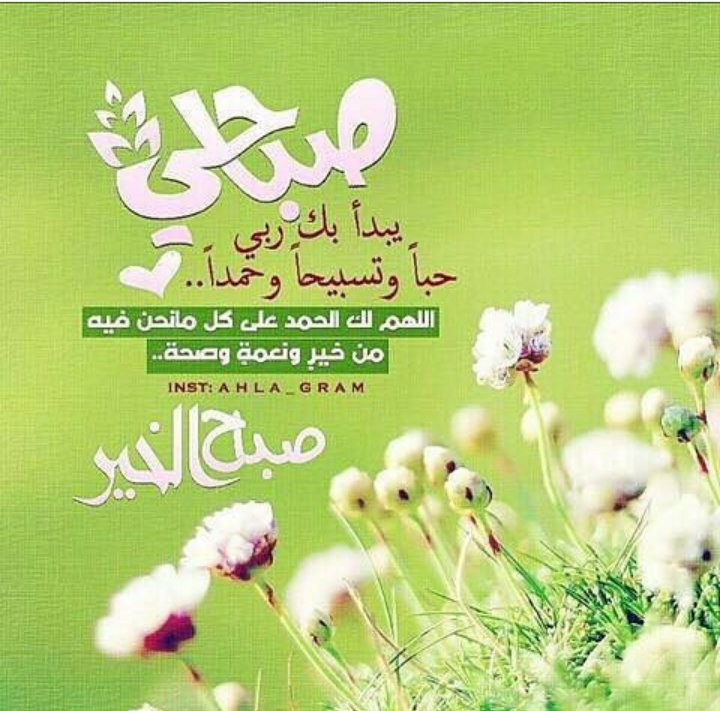 صباحي
يبدأ بك ربي
حباً وتسبيحاً وحمداً..
اللهم لك الحمد على كل مانحن فيه
من خيرٍ ونعمةٍ وصحة..
INST: AHLA_GRAM
صباح الخير